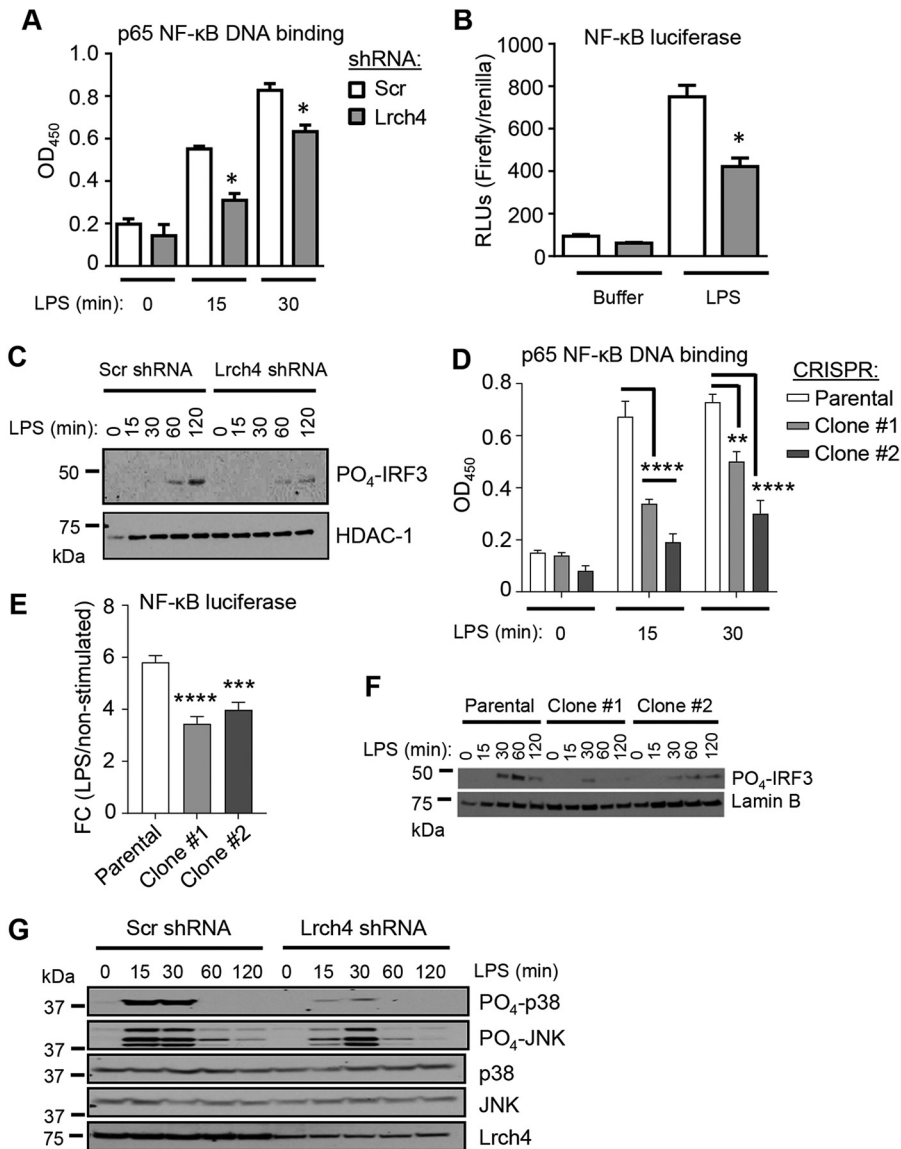 A
p65 NF-κB DNA binding
OD450
1.0
0.8
0.6
0.4
0.2
0
*
*
LPS (min): 0 15 30
shRNA:
Scr
Lrch4
B
NF-κB luciferase
RLUs (Firefly/renilla)
1000
800
600
400
200
0
*
Buffer LPS
C
Scr shRNA Lrch4 shRNA
LPS (min): 0 15 30 60 120 0 15 30 60 120
50
PO4-IRF3
75
HDAC-1
kDa
D
p65 NF-κB DNA binding
OD450
0.8
0.6
0.4
0.2
0
****
**
****
LPS (min): 0 15 30
CRISPR:
Parental
Clone #1
Clone #2
E
NF-κB luciferase
FC (LPS/non-stimulated)
8
6
4
2
0
**** ***
Parental
Clone #1
Clone #2
F
Parental Clone #1 Clone #2
LPS (min): 0 15 30 60 120 0 15 30 60 120 0 15 30 60 120
50
PO4-IRF3
75
Lamin B
kDa
G
Scr shRNA Lrch4 shRNA
kDa 0 15 30 60 120 0 15 30 60 120 LPS (min)
37 PO4-p38
37 PO4-JNK
37 p38
37 JNK
75 Lrch4